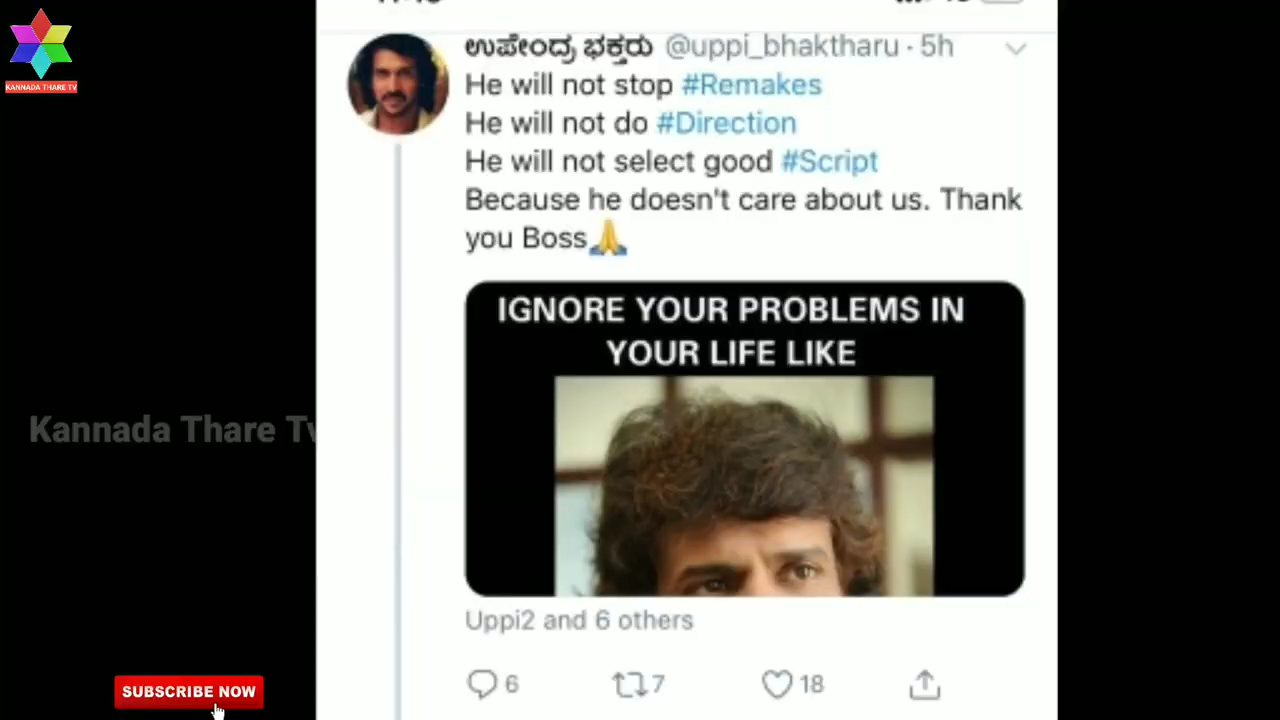 KANNADA THARE TV
ಉಪೇಂದ್ರ ಭಕ್ತರು @uppi_bhaktharu · 5h
He will not stop #Remakes
He will not do #Direction
He will not select good #Script
Because he doesn't care about us. Thank
you Boss🙏
IGNORE YOUR PROBLEMS IN
YOUR LIFE LIKE
Kannada Thare Tv
Uppi2 and 6 others
6 7 18
SUBSCRIBE NOW